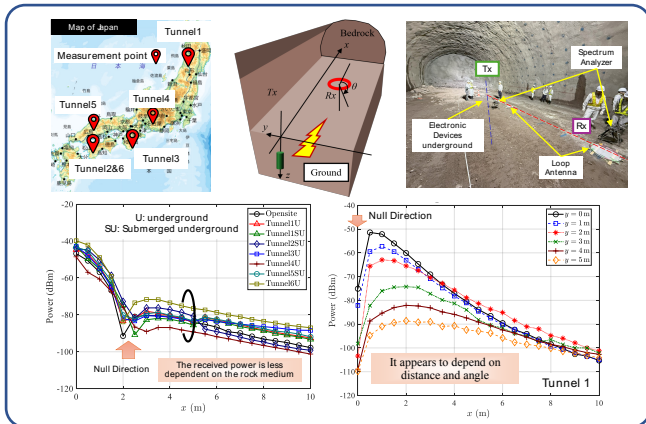 Map of Japan
Tunnel1
Measurement point
Tunnel5
Tunnel4
Tunnel3
Tunnel2&6
Bedrock
x
Tx
θ
Rx
y
z
Ground
Tx
Spectrum
Analyzer
Rx
Electronic
Devices
underground
Loop
Antenna
U: underground
SU: Submerged underground
Opensite
Tunnel1U
Tunnel1SU
Tunnel2SU
Tunnel3U
Tunnel4U
Tunnel5SU
Tunnel6U
Power (dBm)
-20
-40
-60
-80
-100
-120
Null Direction
The received power is less
dependent on the rock medium
0 2 4 6 8 10
x (m)
Null Direction
y = 0 m
y = 1 m
y = 2 m
y = 3 m
y = 4 m
y = 5 m
Power (dBm)
-40
-50
-60
-70
-80
-90
-100
-110
It appears to depend on
distance and angle
Tunnel 1
0 2 4 6 8 10
x (m)